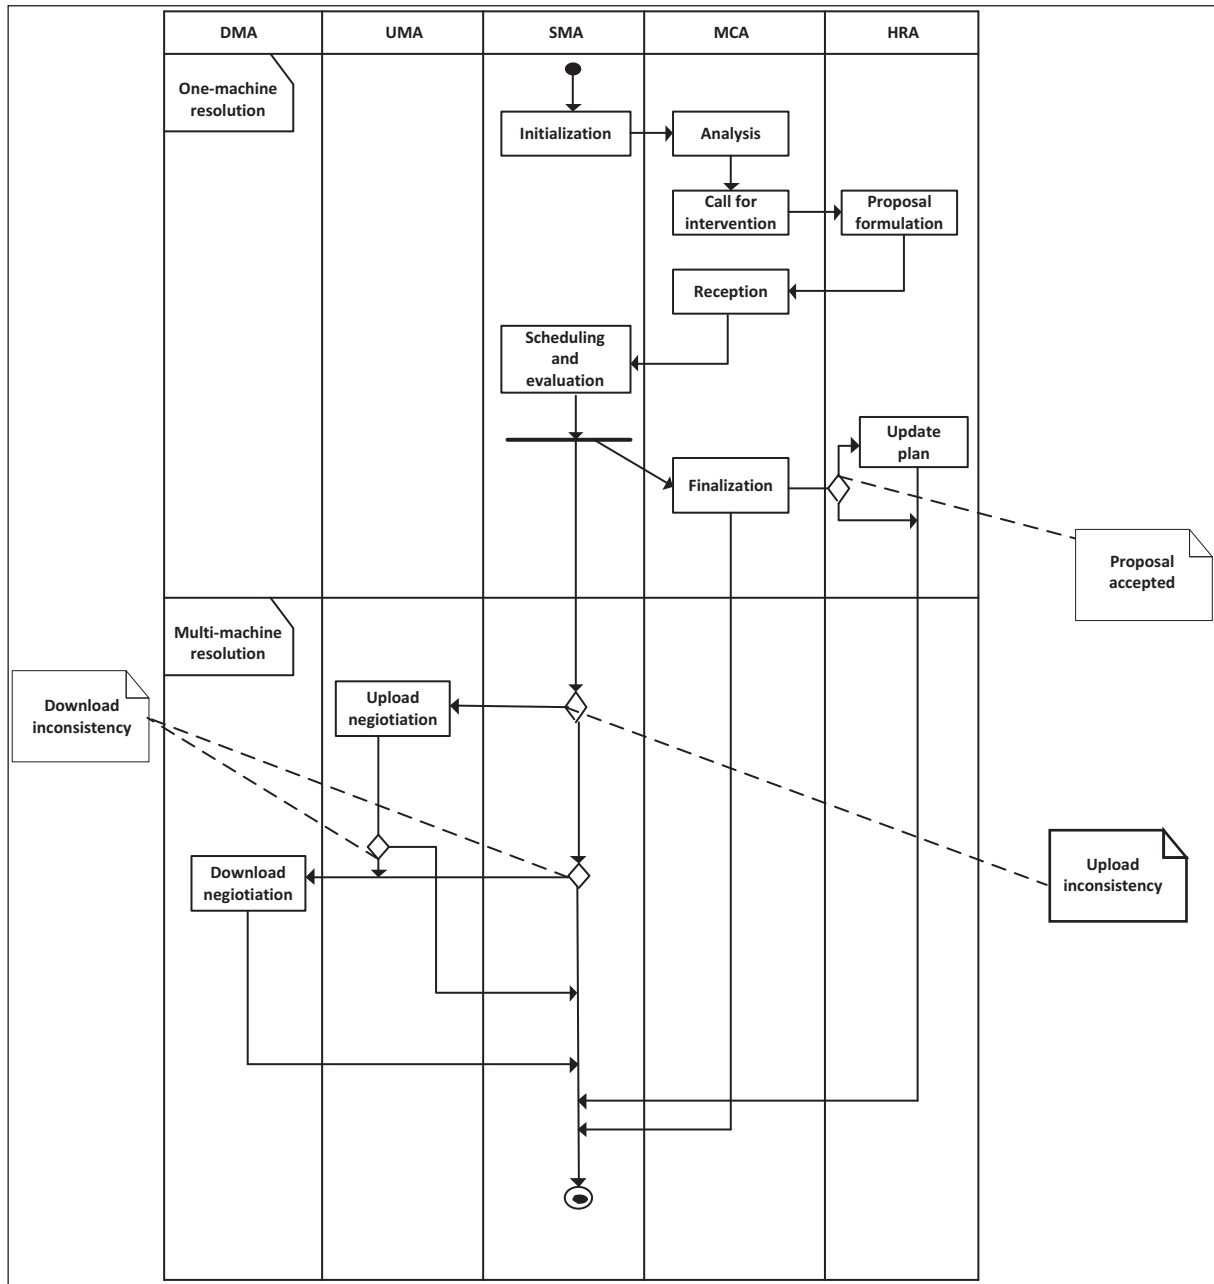 DMA UMA SMA MCA HRA
One-machine
resolution
Initialization
Analysis
Call for
intervention
Proposal
formulation
Reception
Scheduling
and
evaluation
Update
plan
Finalization
Proposal
accepted
Multi-machine
resolution
Download
inconsistency
Upload
negiotiation
Upload
inconsistency
Download
negiotiation